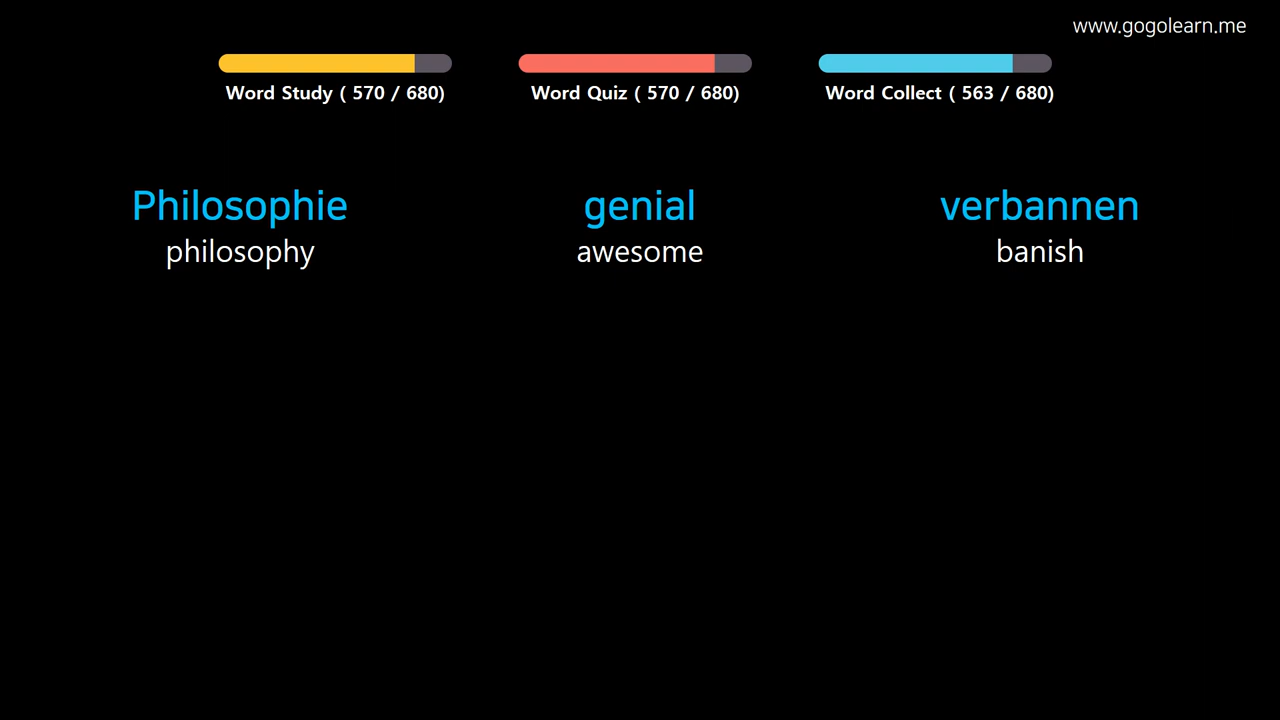 www.gogolearn.me
Word Study ( 570 / 680)
Word Quiz ( 570 / 680)
Word Collect ( 563 / 680)
Philosophie
philosophy
genial
awesome
verbannen
banish